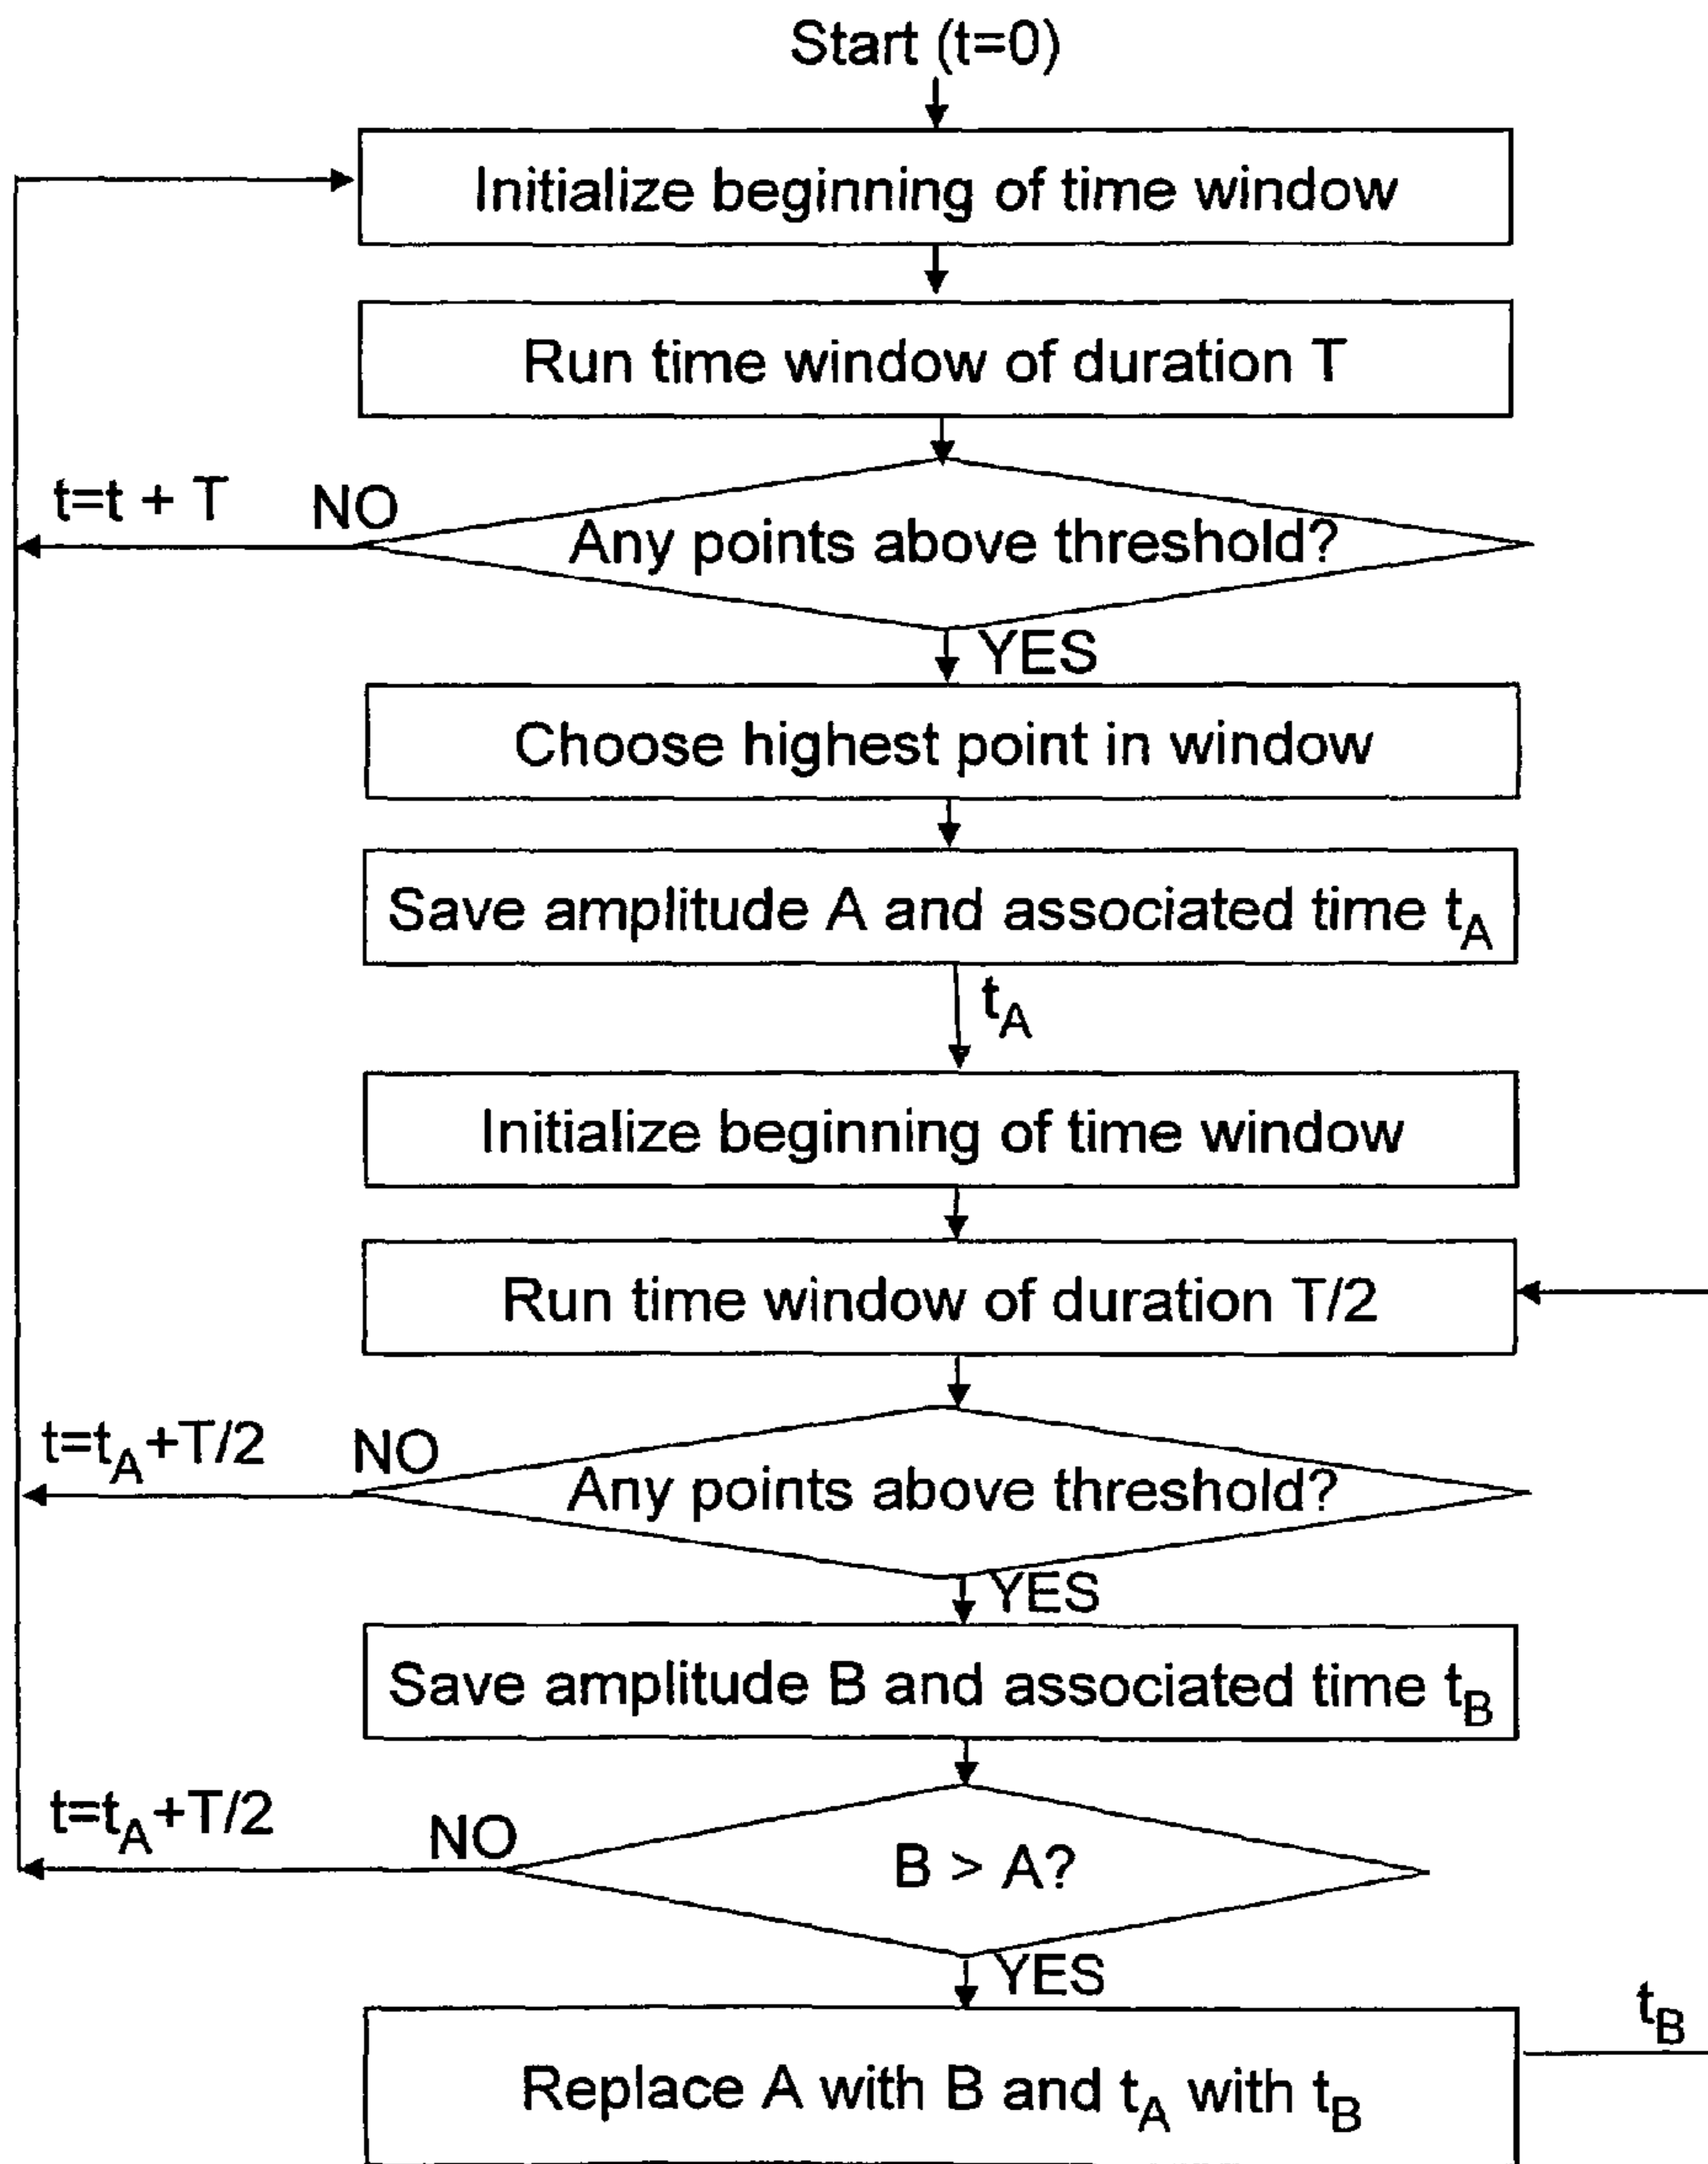 Start (t=0)
Initialize beginning of time window
Run time window of duration T
t=t + T
NO
Any points above threshold?
YES
Choose highest point in window
Save amplitude A and associated time tA
tA
Initialize beginning of time window
Run time window of duration T/2
t=tA+T/2
NO
Any points above threshold?
YES
Save amplitude B and associated time tB
t=tA+T/2
NO
B > A?
YES
tB
Replace A with B and tA with tB